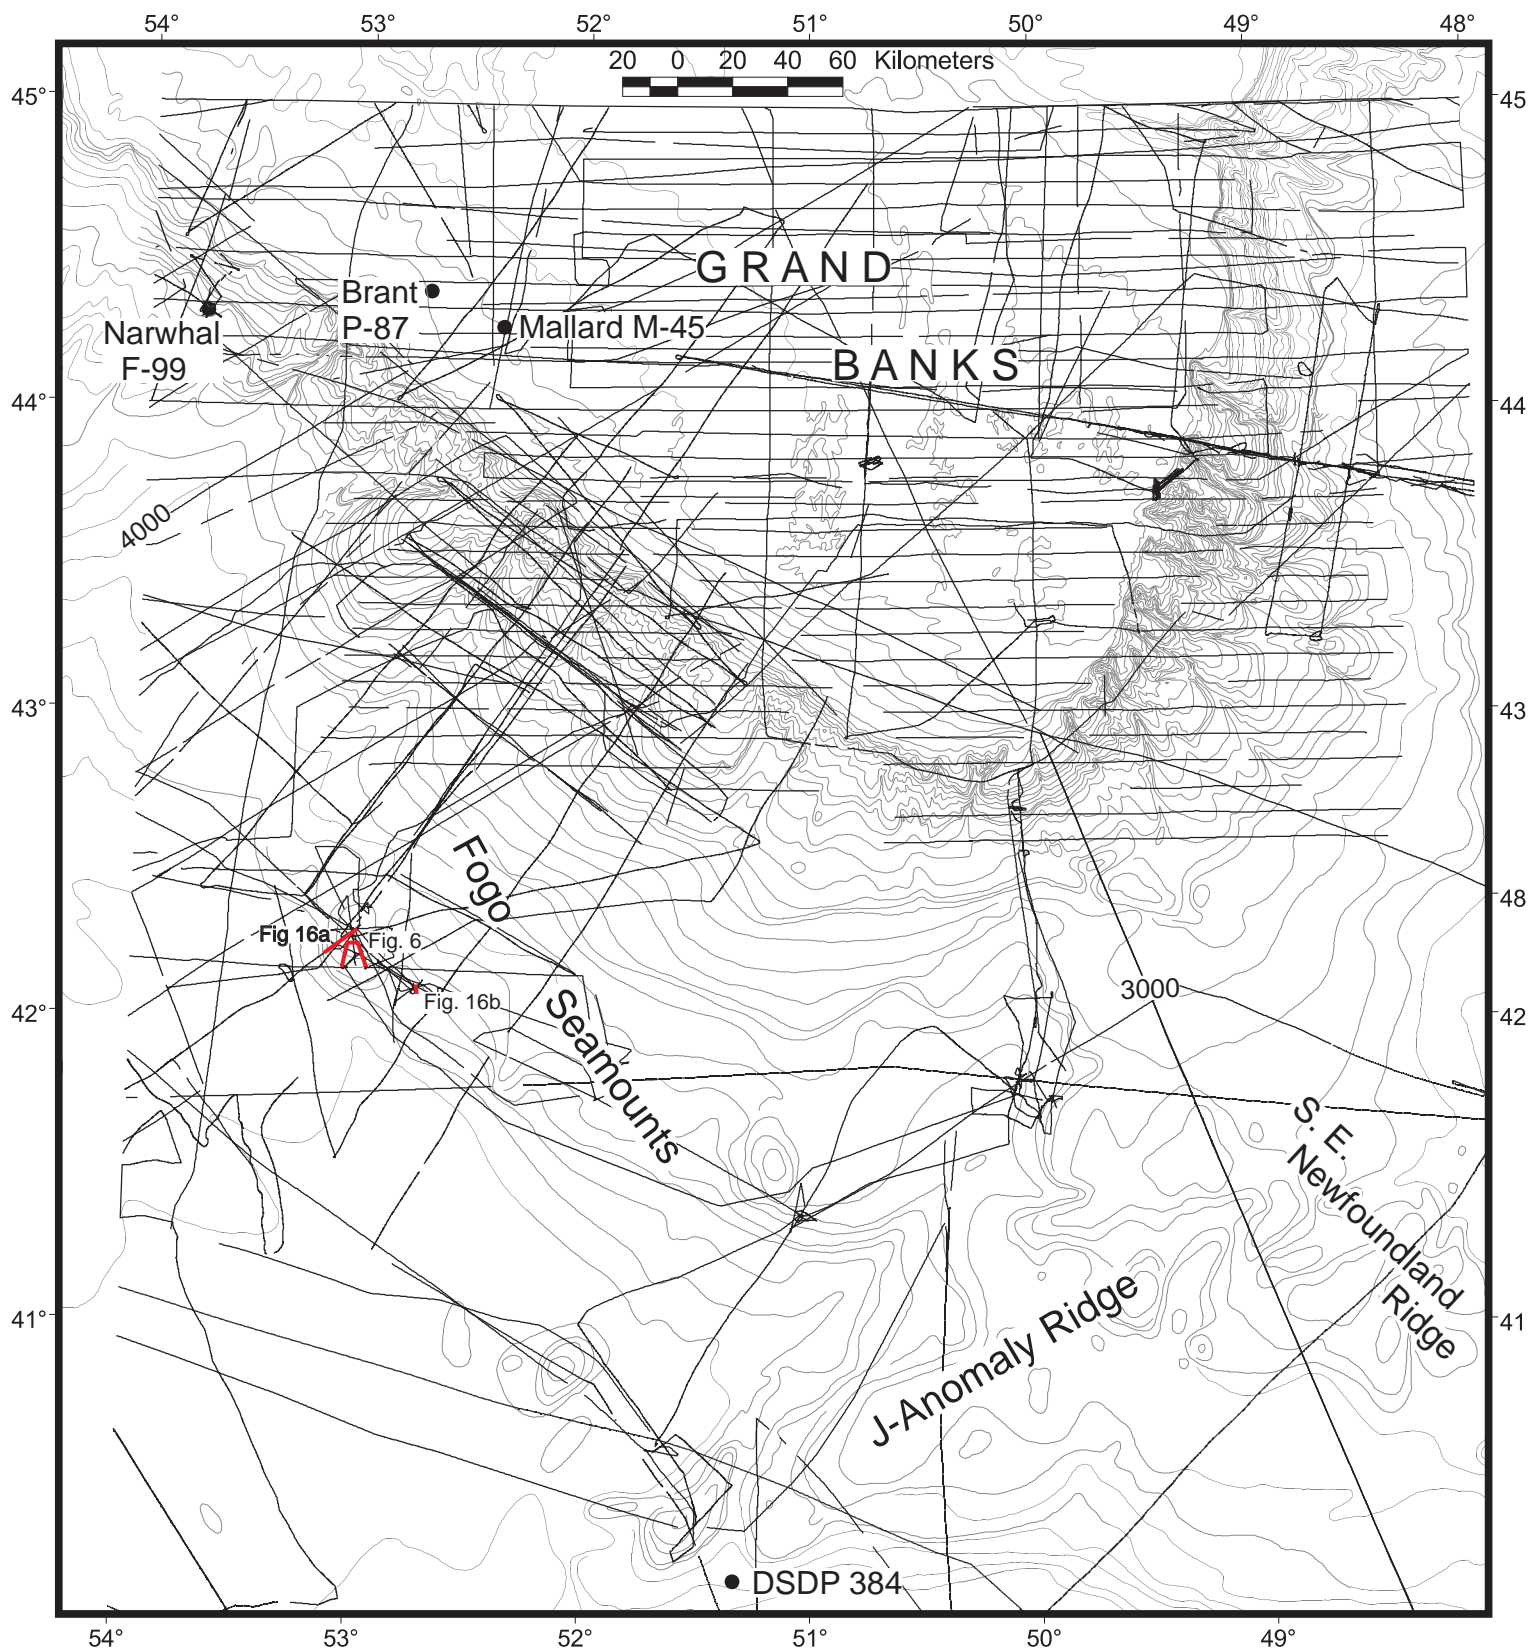 54° 53° 52° 51° 50° 49° 48°
20 0 20 40 60 Kilometers
45° 45
GRAND
Brant
P-87
Mallard M-45
Narwhal
F-99
BANKS
44° 44
4000
43° 43
Fogo
48
Fig 16a
Fig. 6
Fig. 16b
3000
42° 42
Seamounts
S. E.
Newfoundland
Ridge
41° 41
J-Anomaly Ridge
DSDP 384
54° 53° 52° 51° 50° 49°